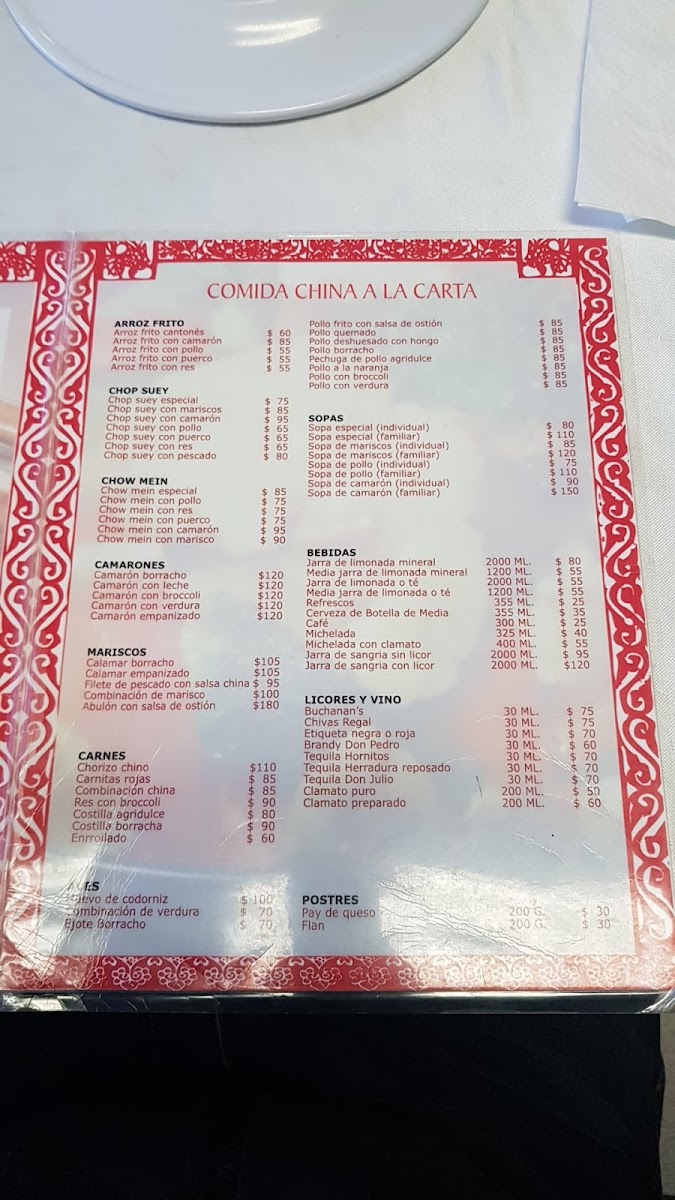 COMIDA CHINA A LA CARTA
ARROZ FRITO
Arroz frito cantonés $ 60
Arroz frito con camarón $ 85
Arroz frito con pollo $ 55
Arroz frito con puerco $ 55
Arroz frito con res $ 55
CHOP SUEY
Chop suey especial $ 75
Chop suey con mariscos $ 85
Chop suey con camarón $ 95
Chop suey con pollo $ 65
Chop suey con puerco $ 65
Chop suey con res $ 65
Chop suey con pescado $ 80
CHOW MEIN
Chow mein especial $ 85
Chow mein con pollo $ 75
Chow mein con res $ 75
Chow mein con puerco $ 75
Chow mein con camarón $ 95
Chow mein con marisco $ 90
CAMARONES
Camarón borracho $120
Camarón con leche $120
Camarón con broccoli $120
Camarón con verdura $120
Camarón empanizado $120
MARISCOS
Calamar borracho $105
Calamar empanizado $105
Filete de pescado con salsa china $ 95
Combinación de marisco $100
Abulón con salsa de ostión $180
CARNES
Chorizo chino $110
Carnitas rojas $ 85
Combinación china $ 85
Res con broccoli $ 90
Costilla agridulce $ 80
Costilla borracha $ 90
Enrrollado $ 60
Huevo de codorniz $ 100
Combinación de verdura $ 70
Ejote Borracho $ 70
Pollo frito con salsa de ostión $ 85
Pollo quemado $ 85
Pollo deshuesado con hongo $ 85
Pollo borracho $ 85
Pechuga de pollo agridulce $ 85
Pollo a la naranja $ 85
Pollo con broccoli $ 85
Pollo con verdura $ 85
SOPAS
Sopa especial (individual) $ 80
Sopa especial (familiar) $ 110
Sopa de mariscos (individual) $ 85
Sopa de mariscos (familiar) $ 120
Sopa de pollo (individual) $ 75
Sopa de pollo (familiar) $ 110
Sopa de camarón (individual) $ 90
Sopa de camarón (familiar) $ 150
BEBIDAS
Jarra de limonada mineral 2000 ML. $ 80
Media jarra de limonada mineral 1200 ML. $ 55
Jarra de limonada o té 2000 ML. $ 55
Media jarra de limonada o té 1200 ML. $ 55
Refrescos 355 ML. $ 25
Cerveza de Botella de Media 355 ML. $ 35
Café 300 ML. $ 25
Michelada 325 ML. $ 40
Michelada con clamato 400 ML. $ 55
Jarra de sangria sin licor 2000 ML. $ 95
Jarra de sangria con licor 2000 ML. $120
LICORES Y VINO
Buchanan's 30 ML. $ 75
Chivas Regal 30 ML. $ 75
Etiqueta negra o roja 30 ML. $ 70
Brandy Don Pedro 30 ML. $ 60
Tequila Hornitos 30 ML. $ 70
Tequila Herradura reposado 30 ML. $ 70
Tequila Don Julio 30 ML. $ 70
Clamato puro 200 ML. $ 50
Clamato preparado 200 ML. $ 60
POSTRES
Pay de queso 200 G. $ 30
Flan 200 G. $ 30